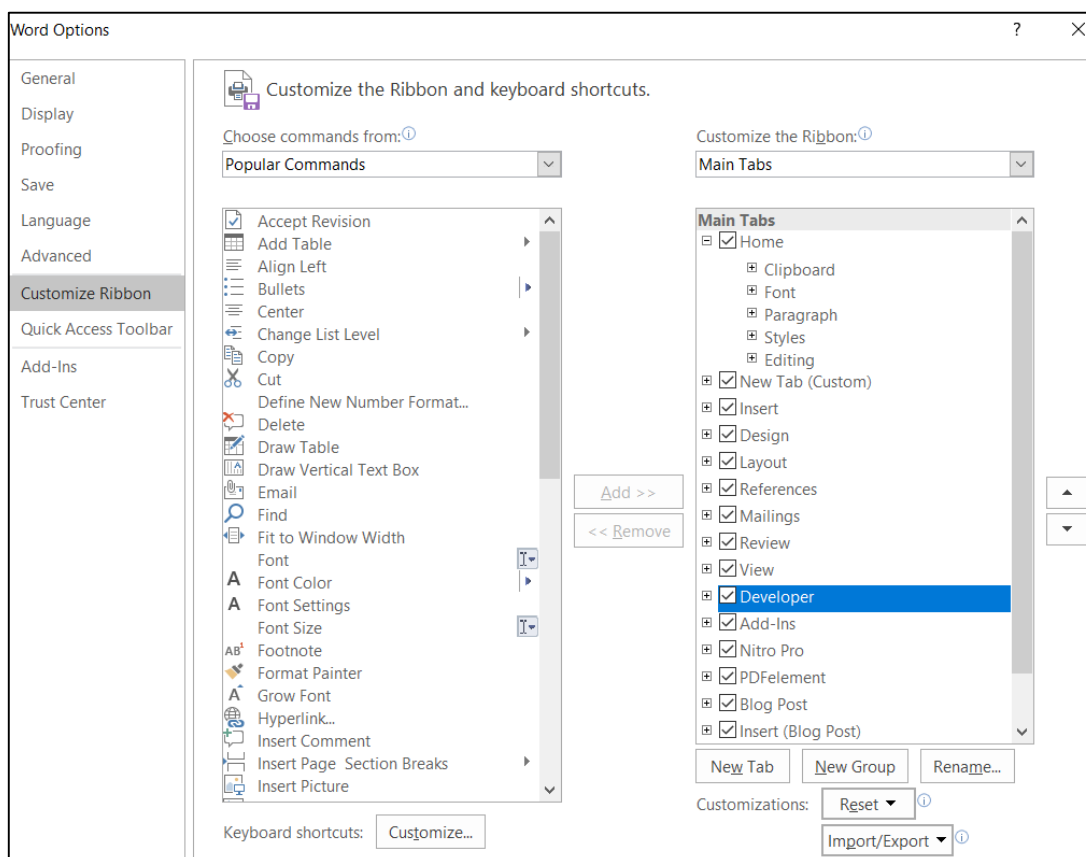 Word Options
?
General
Display
Proofing
Save
Language
Advanced
Customize Ribbon
Quick Access Toolbar
Add-Ins
Trust Center
Customize the Ribbon and keyboard shortcuts.
Choose commands from:
Popular Commands
Accept Revision
Add Table
Align Left
Bullets
Center
Change List Level
Copy
Cut
Define New Number Format...
Delete
Draw Table
Draw Vertical Text Box
Email
Find
Fit to Window Width
Font
Font Color
Font Settings
Font Size
Footnote
Format Painter
Grow Font
Hyperlink...
Insert Comment
Insert Page  Section Breaks
Insert Picture
Keyboard shortcuts: Customize...
Add >>
<< Remove
Customize the Ribbon:
Main Tabs
Main Tabs
Home
Clipboard
Font
Paragraph
Styles
Editing
New Tab (Custom)
Insert
Design
Layout
References
Mailings
Review
View
Developer
Add-Ins
Nitro Pro
PDFelement
Blog Post
Insert (Blog Post)
New Tab New Group Rename...
Customizations: Reset
Import/Export